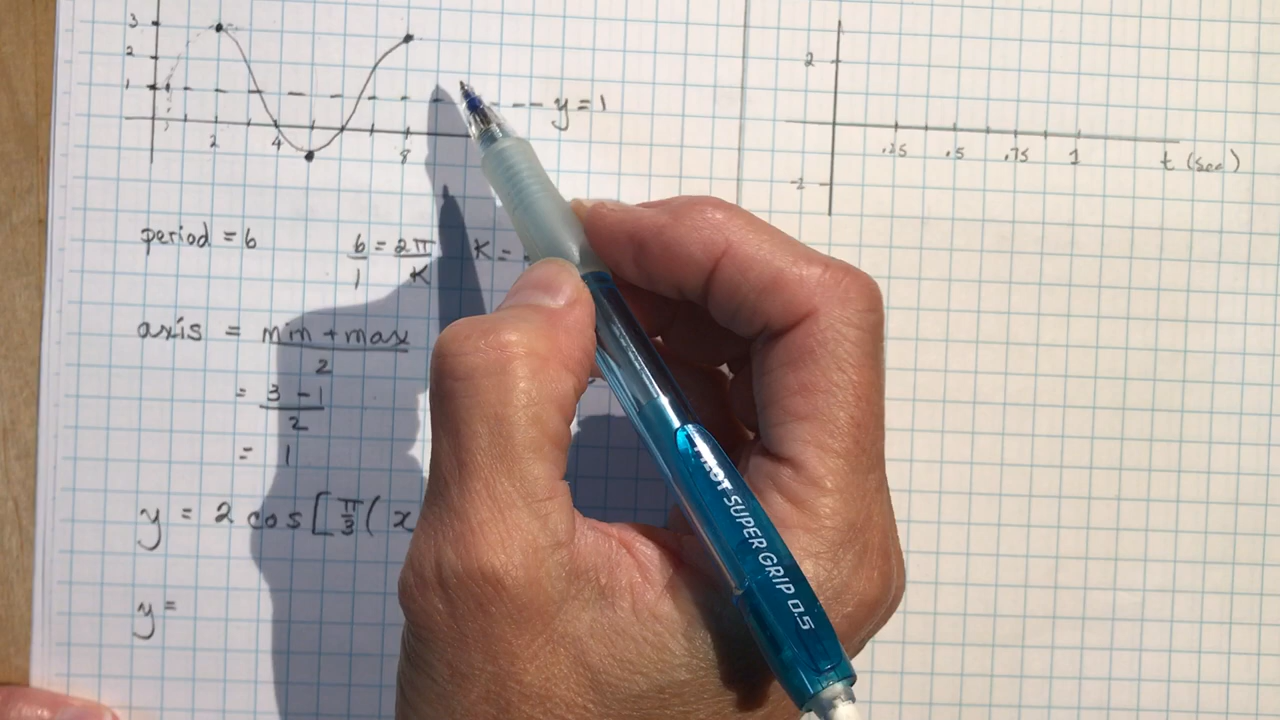 3
2
1
2 4 8
y = 1
period = 6
6/1 = 2π/K K =
axis = min + max / 2
= 3 - 1 / 2
= 1
y = 2 cos [ π/3 ( x
y =
2
-2
.25 .5 .75 1 t (sec)
PILOT SUPER GRIP 0.5